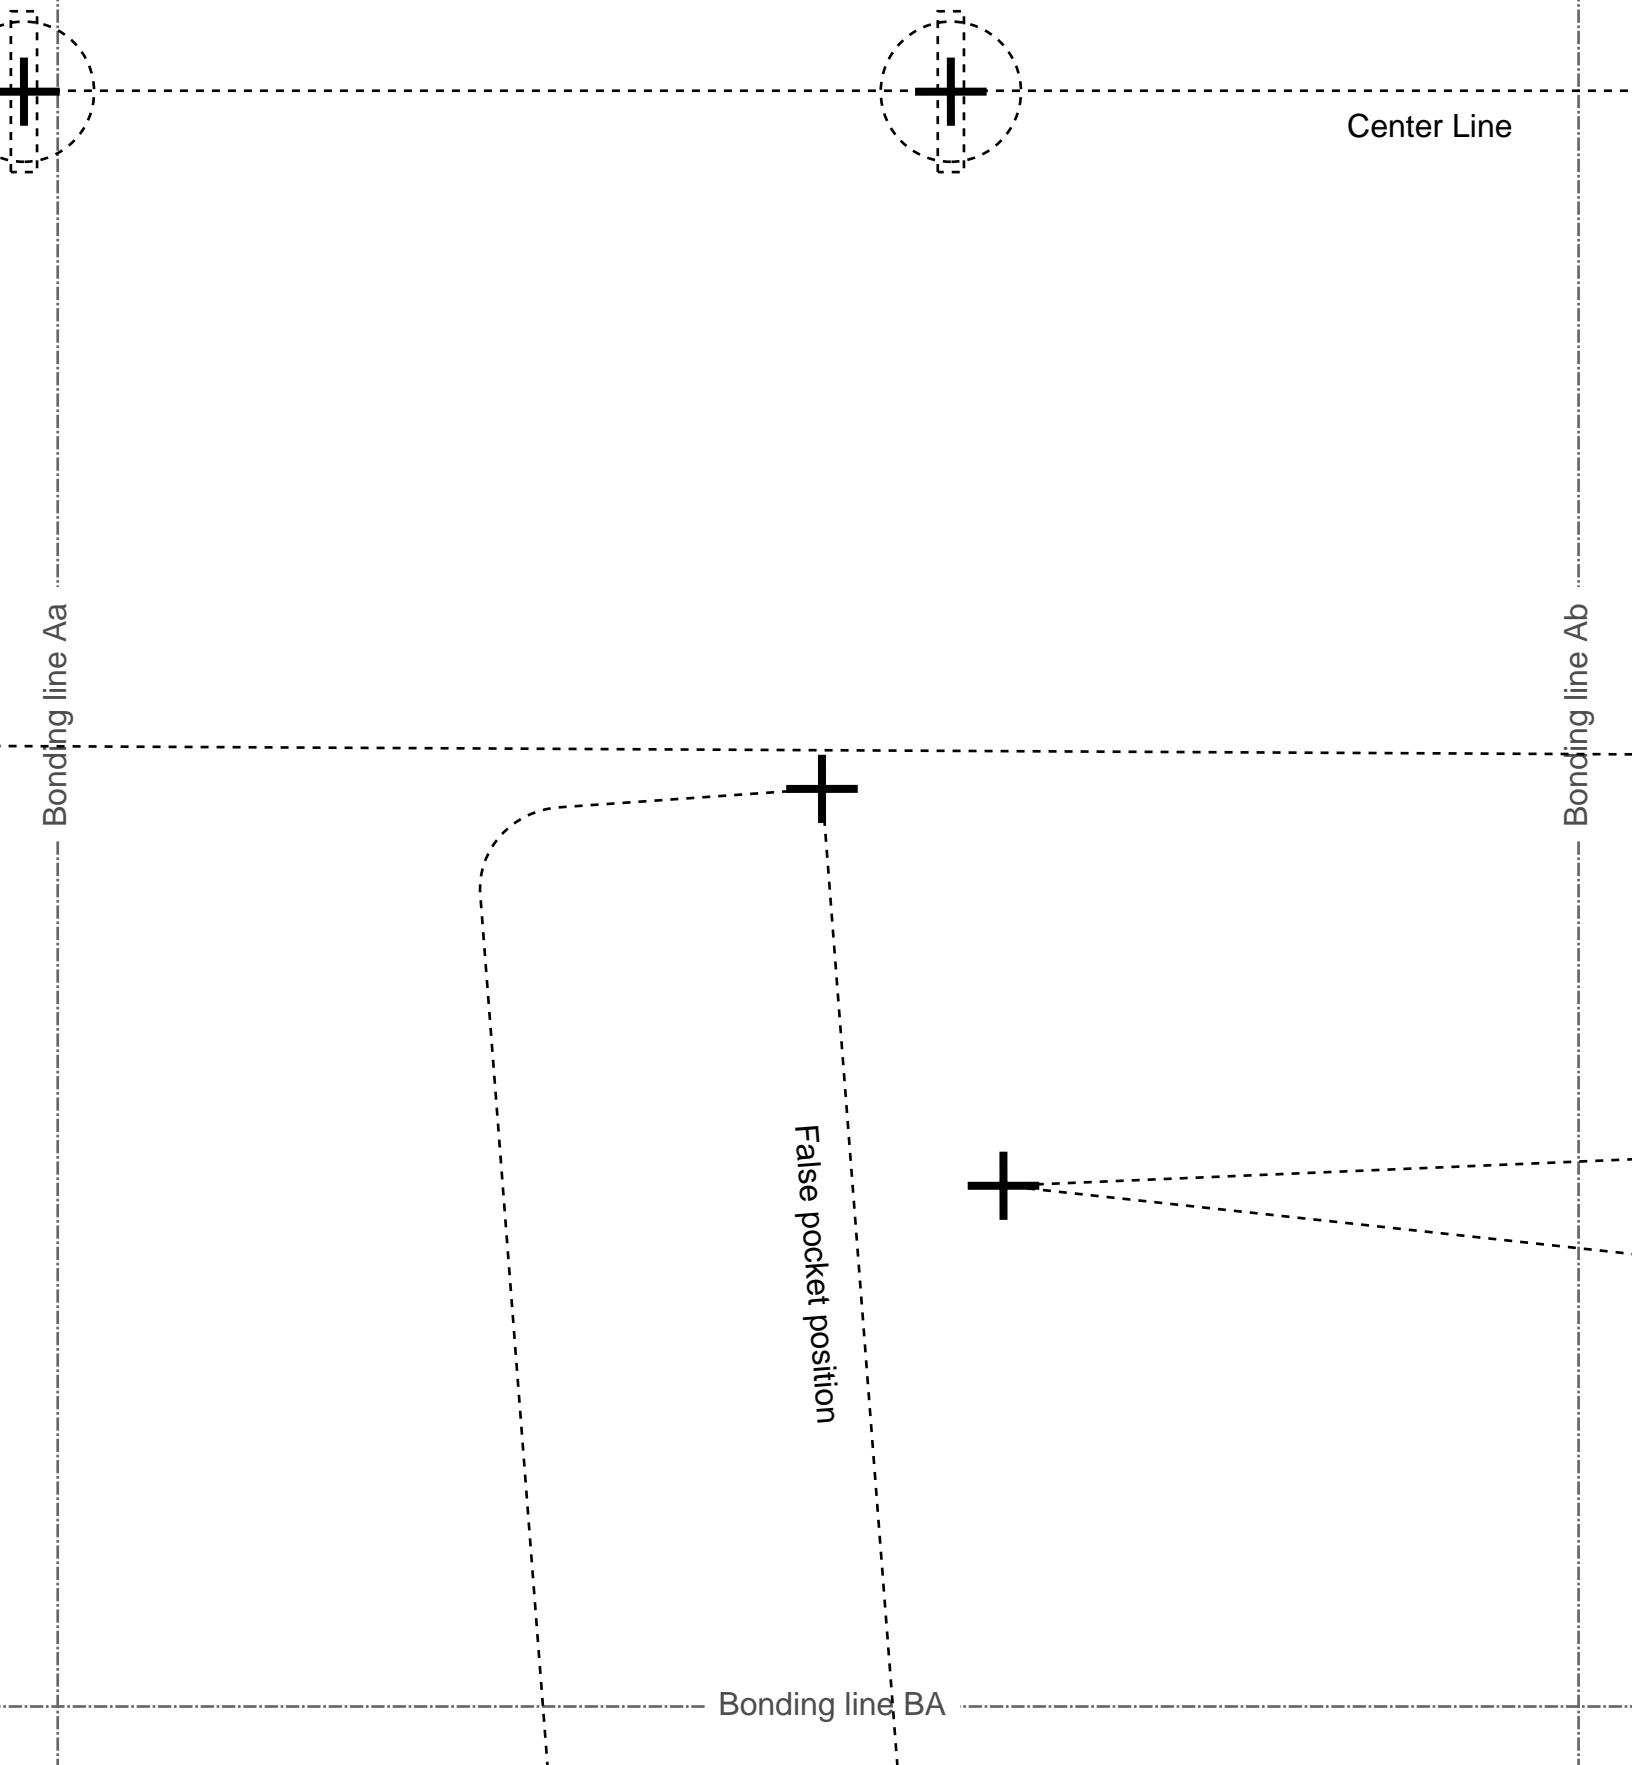 Center Line
Bonding line Aa
Bonding line Ab
False pocket position
Bonding line BA